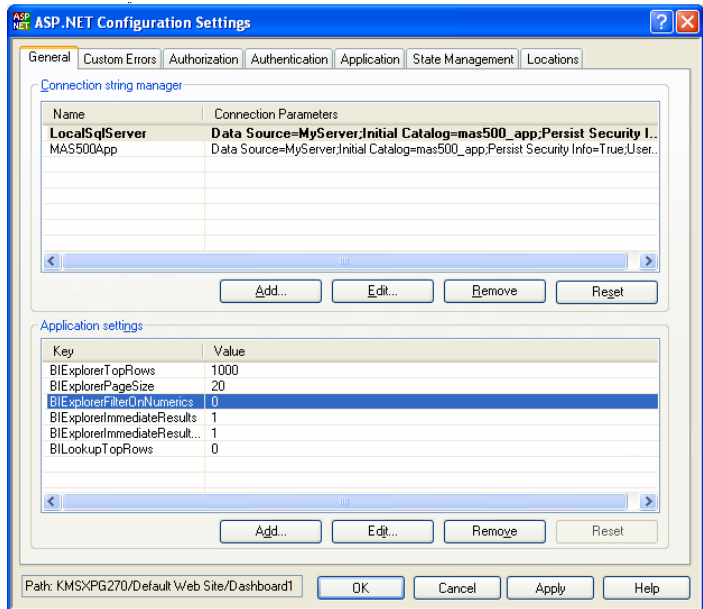 ASP.NET ASP.NET Configuration Settings
General Custom Errors Authorization Authentication Application State Management Locations
Connection string manager
Name Connection Parameters
LocalSqlServer Data Source=MyServer;Initial Catalog=mas500_app;Persist Security I..
MAS500App Data Source=MyServer;Initial Catalog=mas500_app;Persist Security Info=True;User..
Add... Edit... Remove Reset
Application settings
Key Value
BIExplorerTopRows 1000
BIExplorerPageSize 20
BIExplorerFilterOnNumerics 0
BIExplorerImmediateResults 1
BIExplorerImmediateResult... 1
BILookupTopRows 0
Add... Edit... Remove Reset
Path: KMSXPG270/Default Web Site/Dashboard1 OK Cancel Apply Help